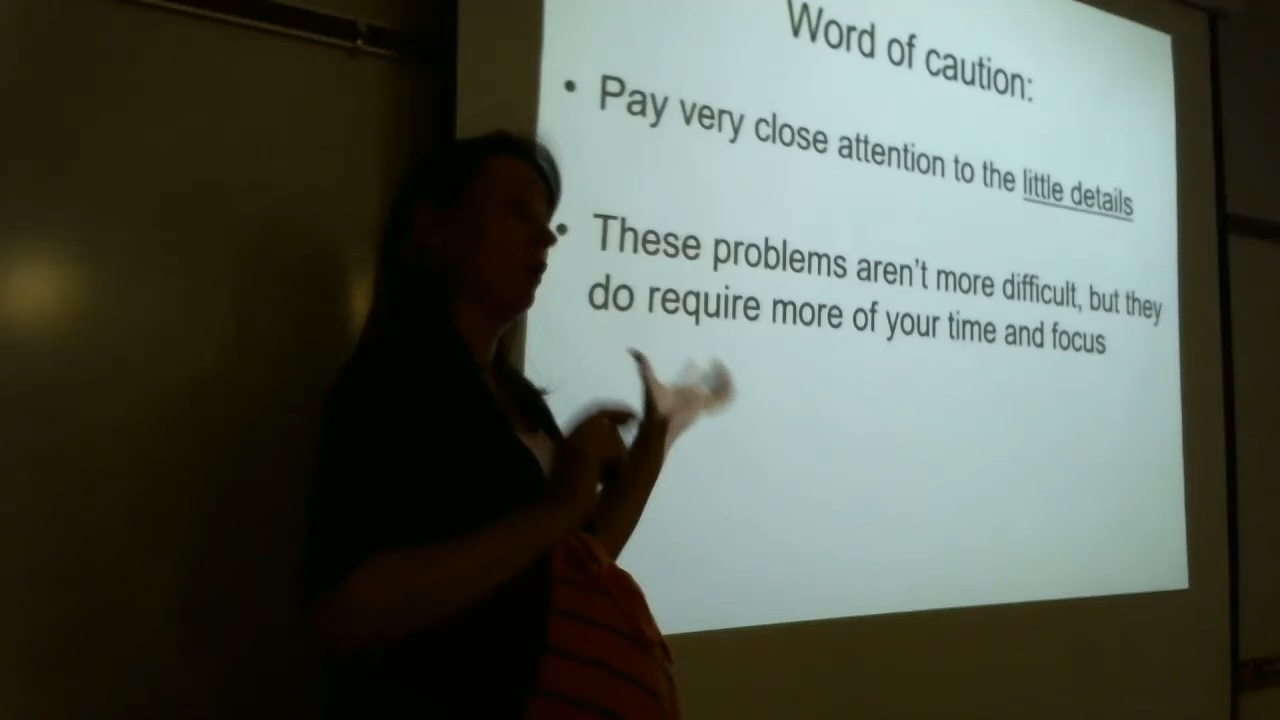 Word of caution:
• Pay very close attention to the little details
• These problems aren't more difficult, but they
do require more of your time and focus